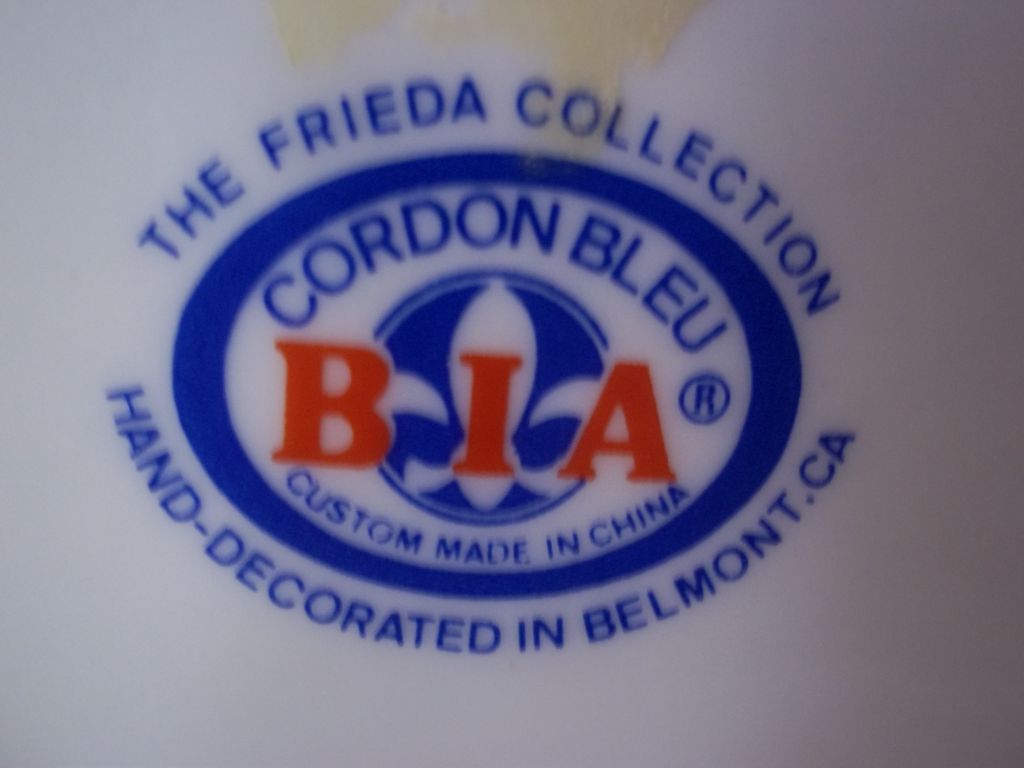 THE FRIEDA COLLECTION
CORDON BLEU ®
BIA
CUSTOM MADE IN CHINA
HAND-DECORATED IN BELMONT.CA